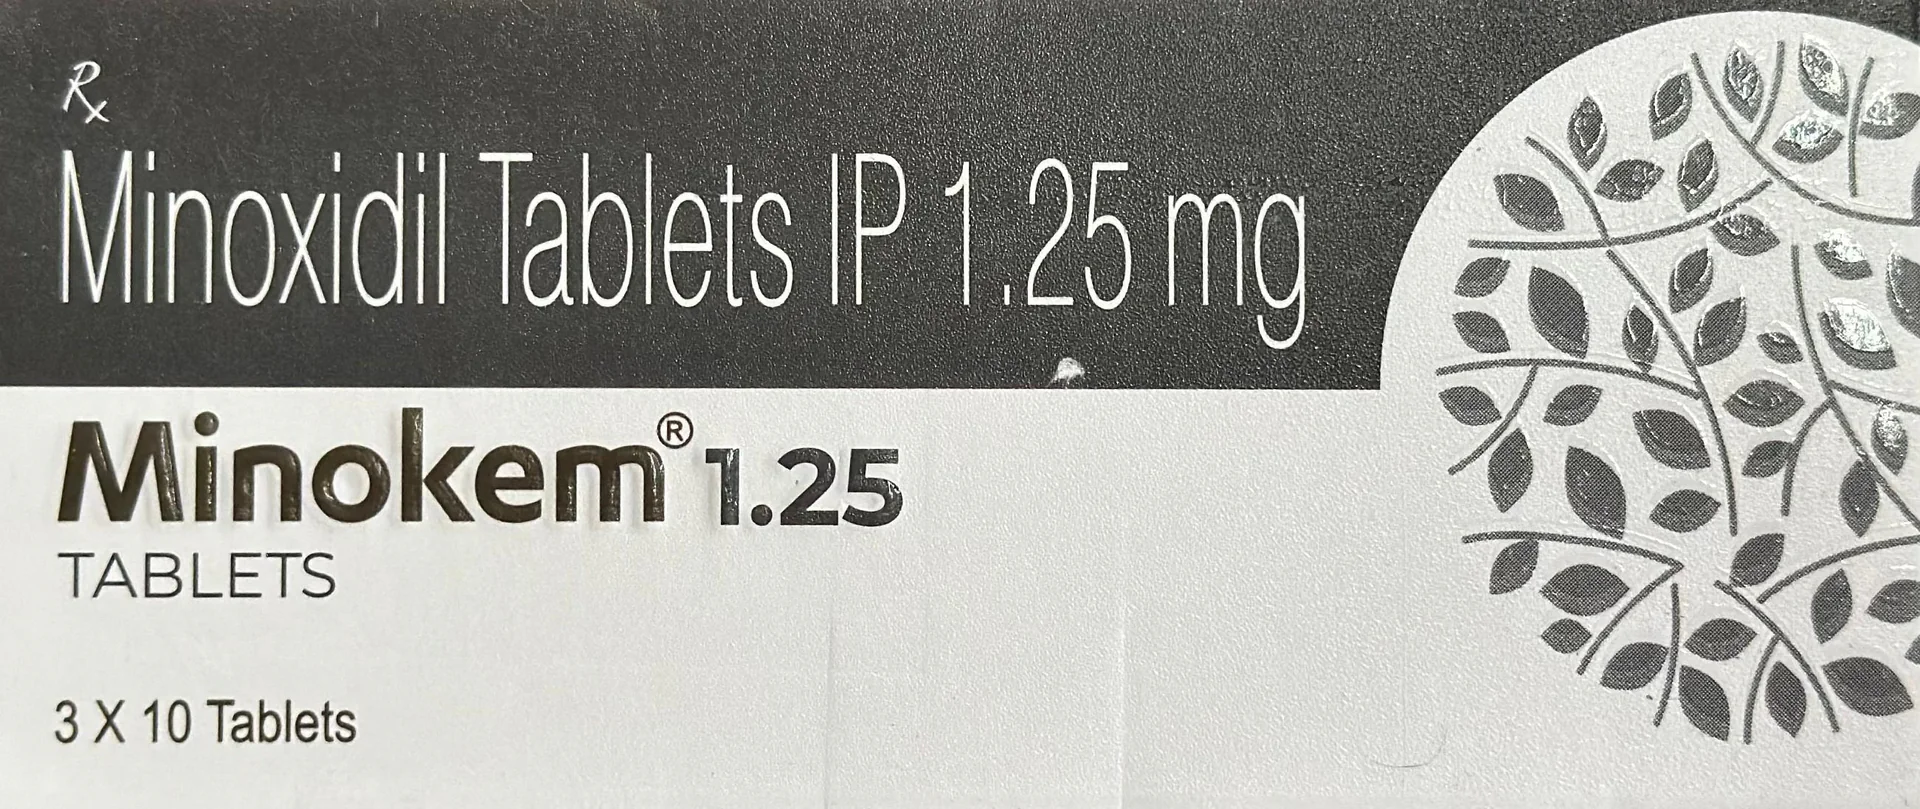 Rx
Minoxidil Tablets IP 1.25 mg
Minokem® 1.25
TABLETS
3 X 10 Tablets